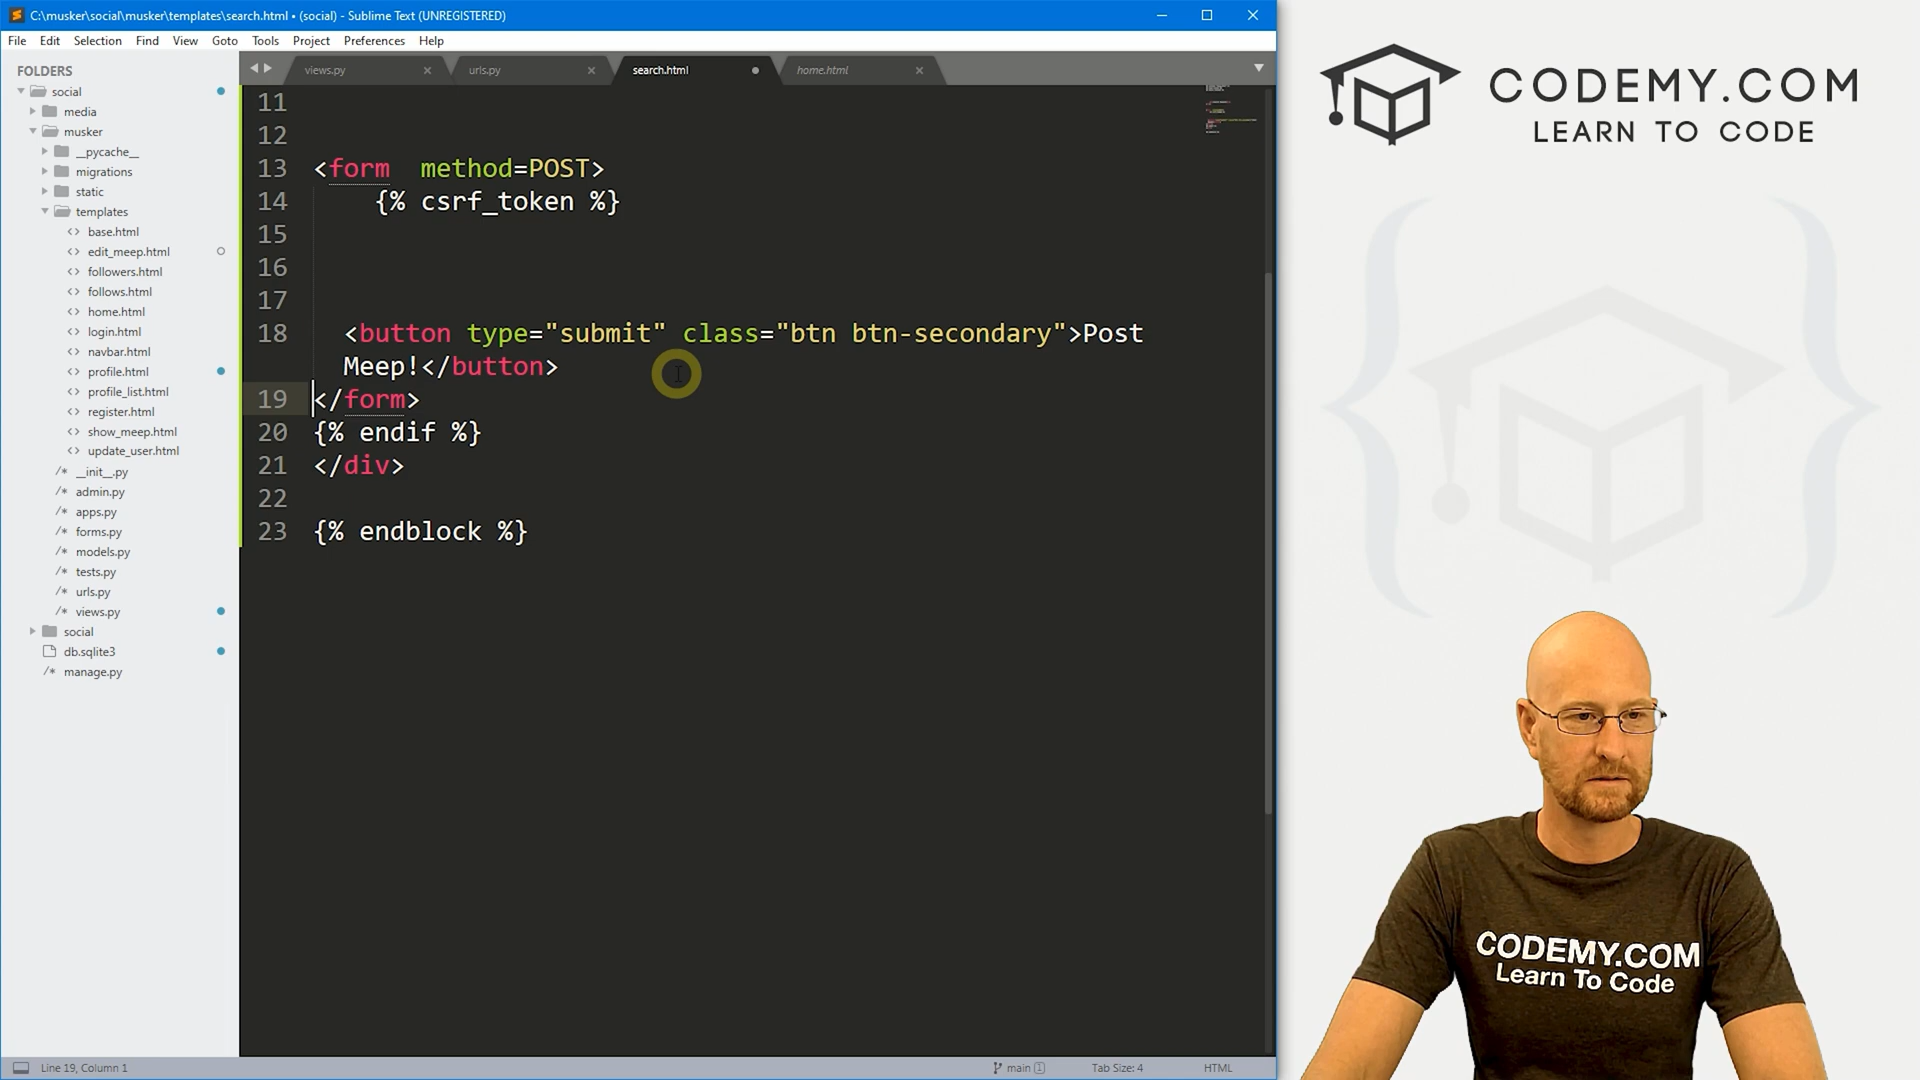 C:\musker\social\musker\templates\search.html • (social) - Sublime Text (UNREGISTERED)
File Edit Selection Find View Goto Tools Project Preferences Help
FOLDERS
social
media
musker
__pycache__
migrations
static
templates
base.html
edit_meep.html
followers.html
follows.html
home.html
login.html
navbar.html
profile.html
profile_list.html
register.html
show_meep.html
update_user.html
__init__.py
admin.py
apps.py
forms.py
models.py
tests.py
urls.py
views.py
social
db.sqlite3
manage.py
views.py urls.py search.html home.html
11
12
13 <form  method=POST>
14 {% csrf_token %}
15
16
17
18 <button type="submit" class="btn btn-secondary">Post
Meep!</button>
19 </form>
20 {% endif %}
21 </div>
22
23 {% endblock %}
Line 19, Column 1 main 1 Tab Size: 4 HTML
CODEMY.COM
LEARN TO CODE
CODEMY.COM
Learn To Code